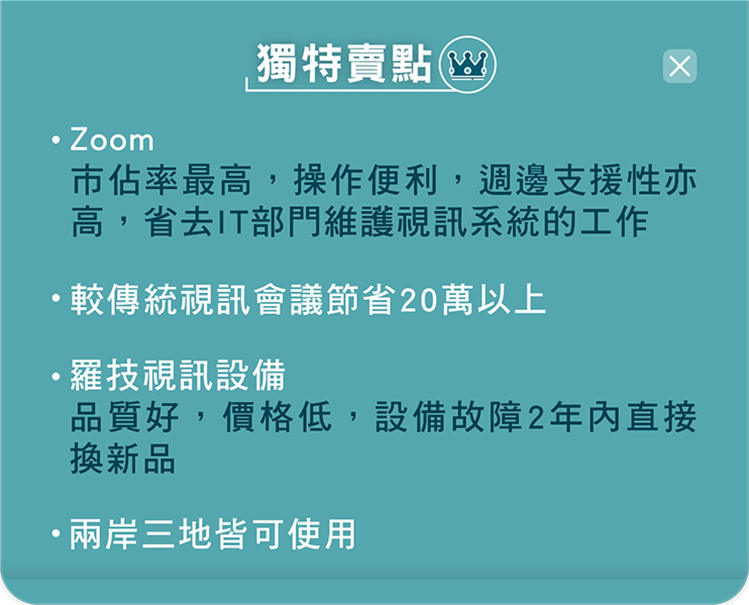 獨特賣點
• Zoom
市佔率最高，操作便利，週邊支援性亦
高，省去IT部門維護視訊系統的工作
• 較傳統視訊會議節省20萬以上
• 羅技視訊設備
品質好，價格低，設備故障2年內直接
換新品
• 兩岸三地皆可使用